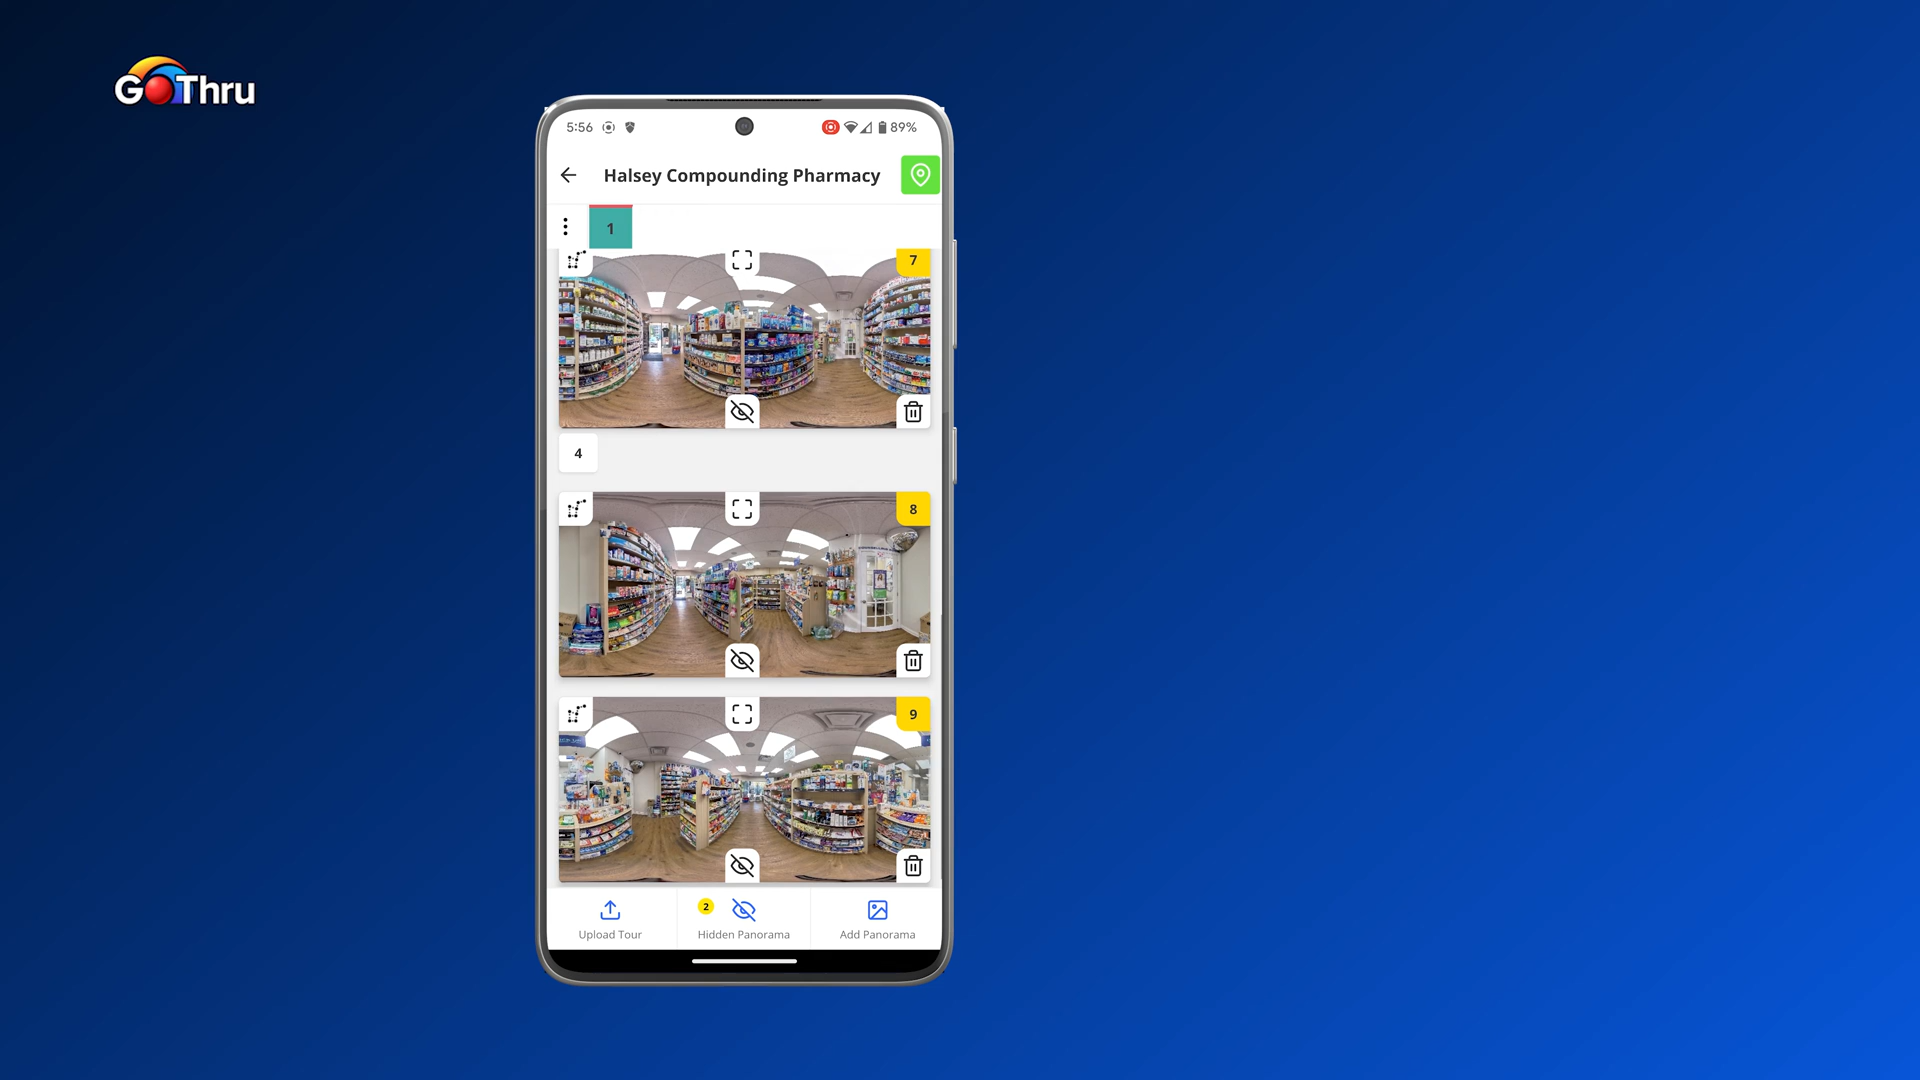 GoThru
5:56
89%
Halsey Compounding Pharmacy
1
7
4
8
9
2
Upload Tour
Hidden Panorama
Add Panorama